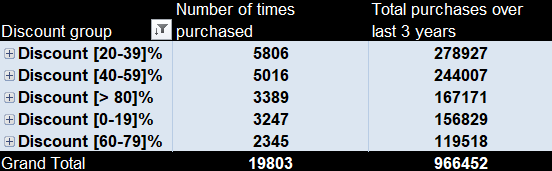 Discount group Number of times purchased Total purchases over last 3 years
Discount [20-39]% 5806 278927
Discount [40-59]% 5016 244007
Discount [> 80]% 3389 167171
Discount [0-19]% 3247 156829
Discount [60-79]% 2345 119518
Grand Total 19803 966452